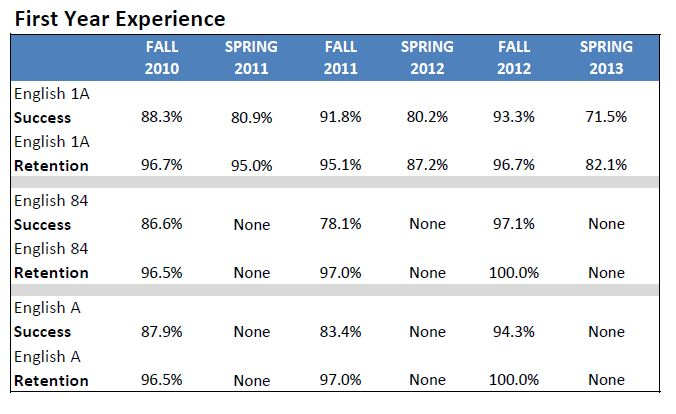 First Year Experience
FALL SPRING FALL SPRING FALL SPRING
2010 2011 2011 2012 2012 2013
English 1A
Success 88.3% 80.9% 91.8% 80.2% 93.3% 71.5%
English 1A
Retention 96.7% 95.0% 95.1% 87.2% 96.7% 82.1%
English 84
Success 86.6% None 78.1% None 97.1% None
English 84
Retention 96.5% None 97.0% None 100.0% None
English A
Success 87.9% None 83.4% None 94.3% None
English A
Retention 96.5% None 97.0% None 100.0% None